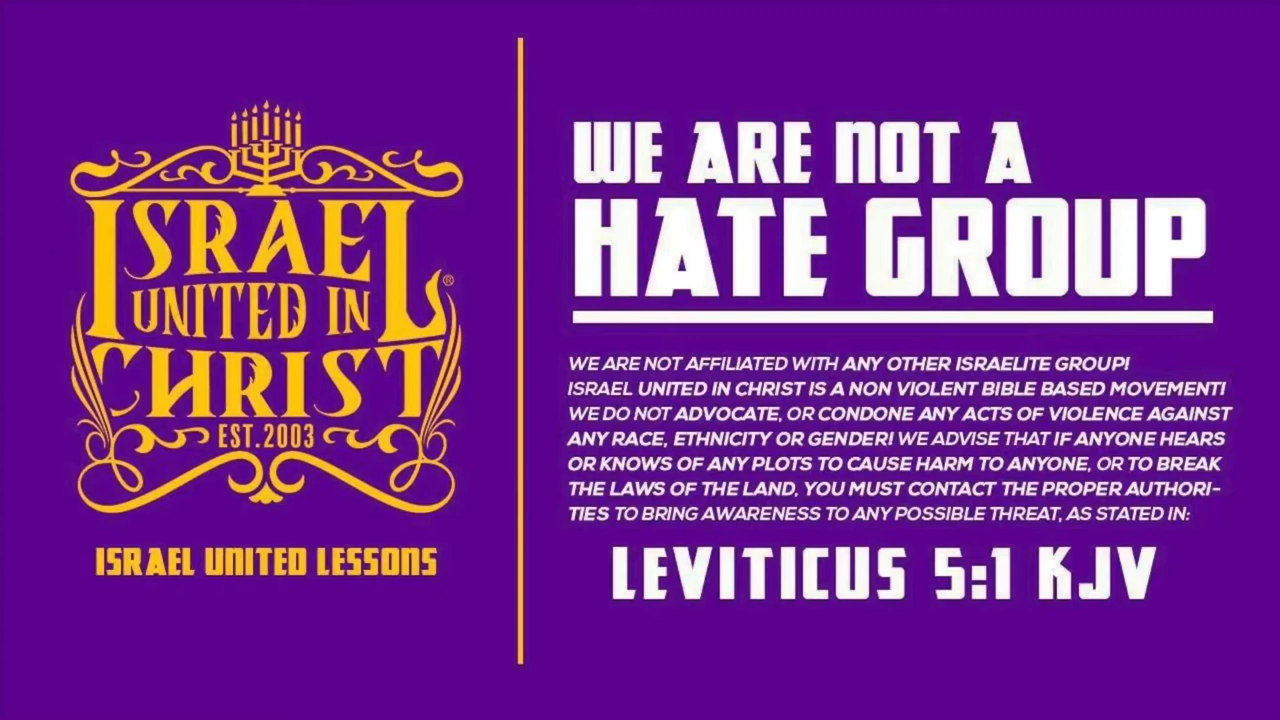 ISRAEL
UNITED IN
CHRIST
EST.2003
®
ISRAEL UNITED LESSONS
WE ARE NOT A
HATE GROUP
WE ARE NOT AFFILIATED WITH ANY OTHER ISRAELITE GROUP!
ISRAEL UNITED IN CHRIST IS A NON VIOLENT BIBLE BASED MOVEMENT!
WE DO NOT ADVOCATE, OR CONDONE ANY ACTS OF VIOLENCE AGAINST
ANY RACE, ETHNICITY OR GENDER! WE ADVISE THAT IF ANYONE HEARS
OR KNOWS OF ANY PLOTS TO CAUSE HARM TO ANYONE, OR TO BREAK
THE LAWS OF THE LAND, YOU MUST CONTACT THE PROPER AUTHORI-
TIES TO BRING AWARENESS TO ANY POSSIBLE THREAT, AS STATED IN:
LEVITICUS 5:1 KJV